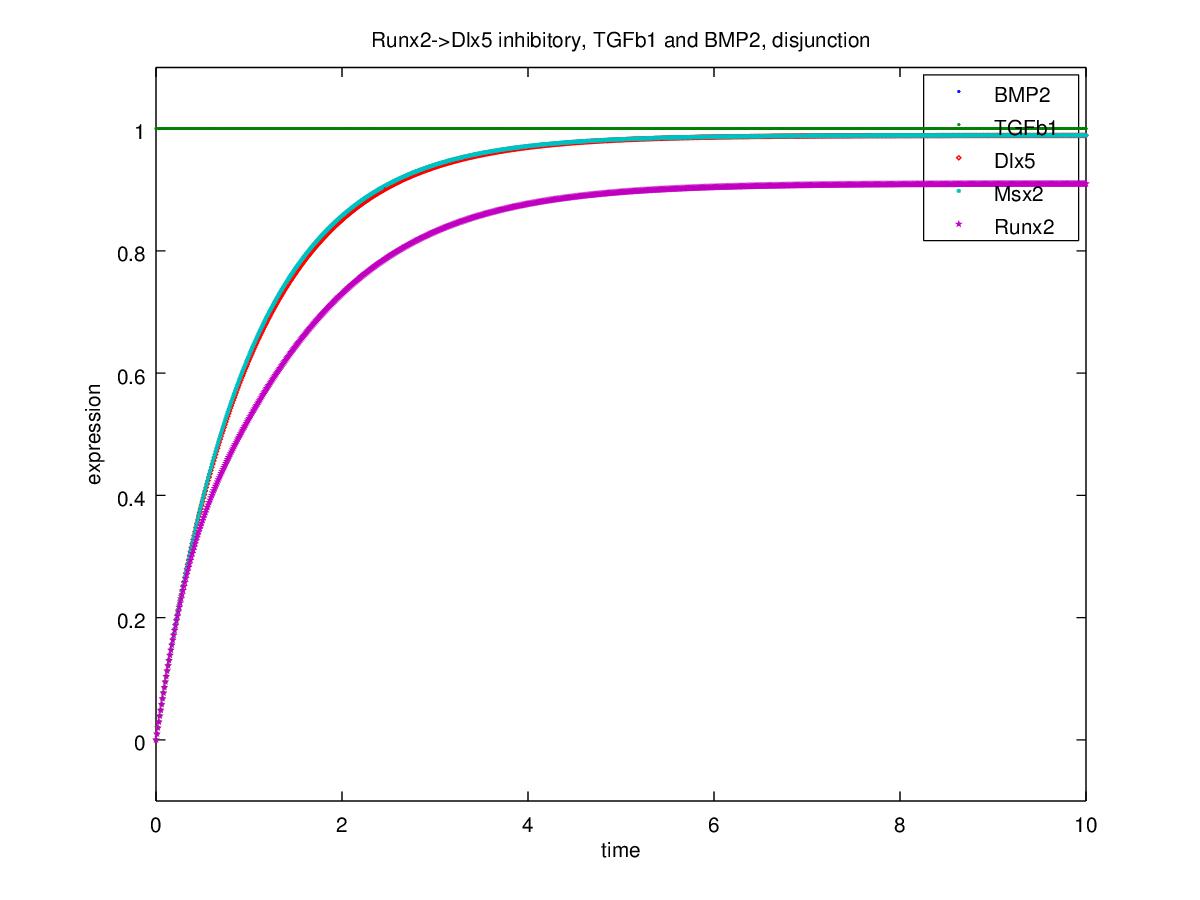 Runx2->Dlx5 inhibitory, TGFb1 and BMP2, disjunction
BMP2
TGFb1
Dlx5
Msx2
Runx2
1
0.8
0.6
0.4
0.2
0
expression
0 2 4 6 8 10
time